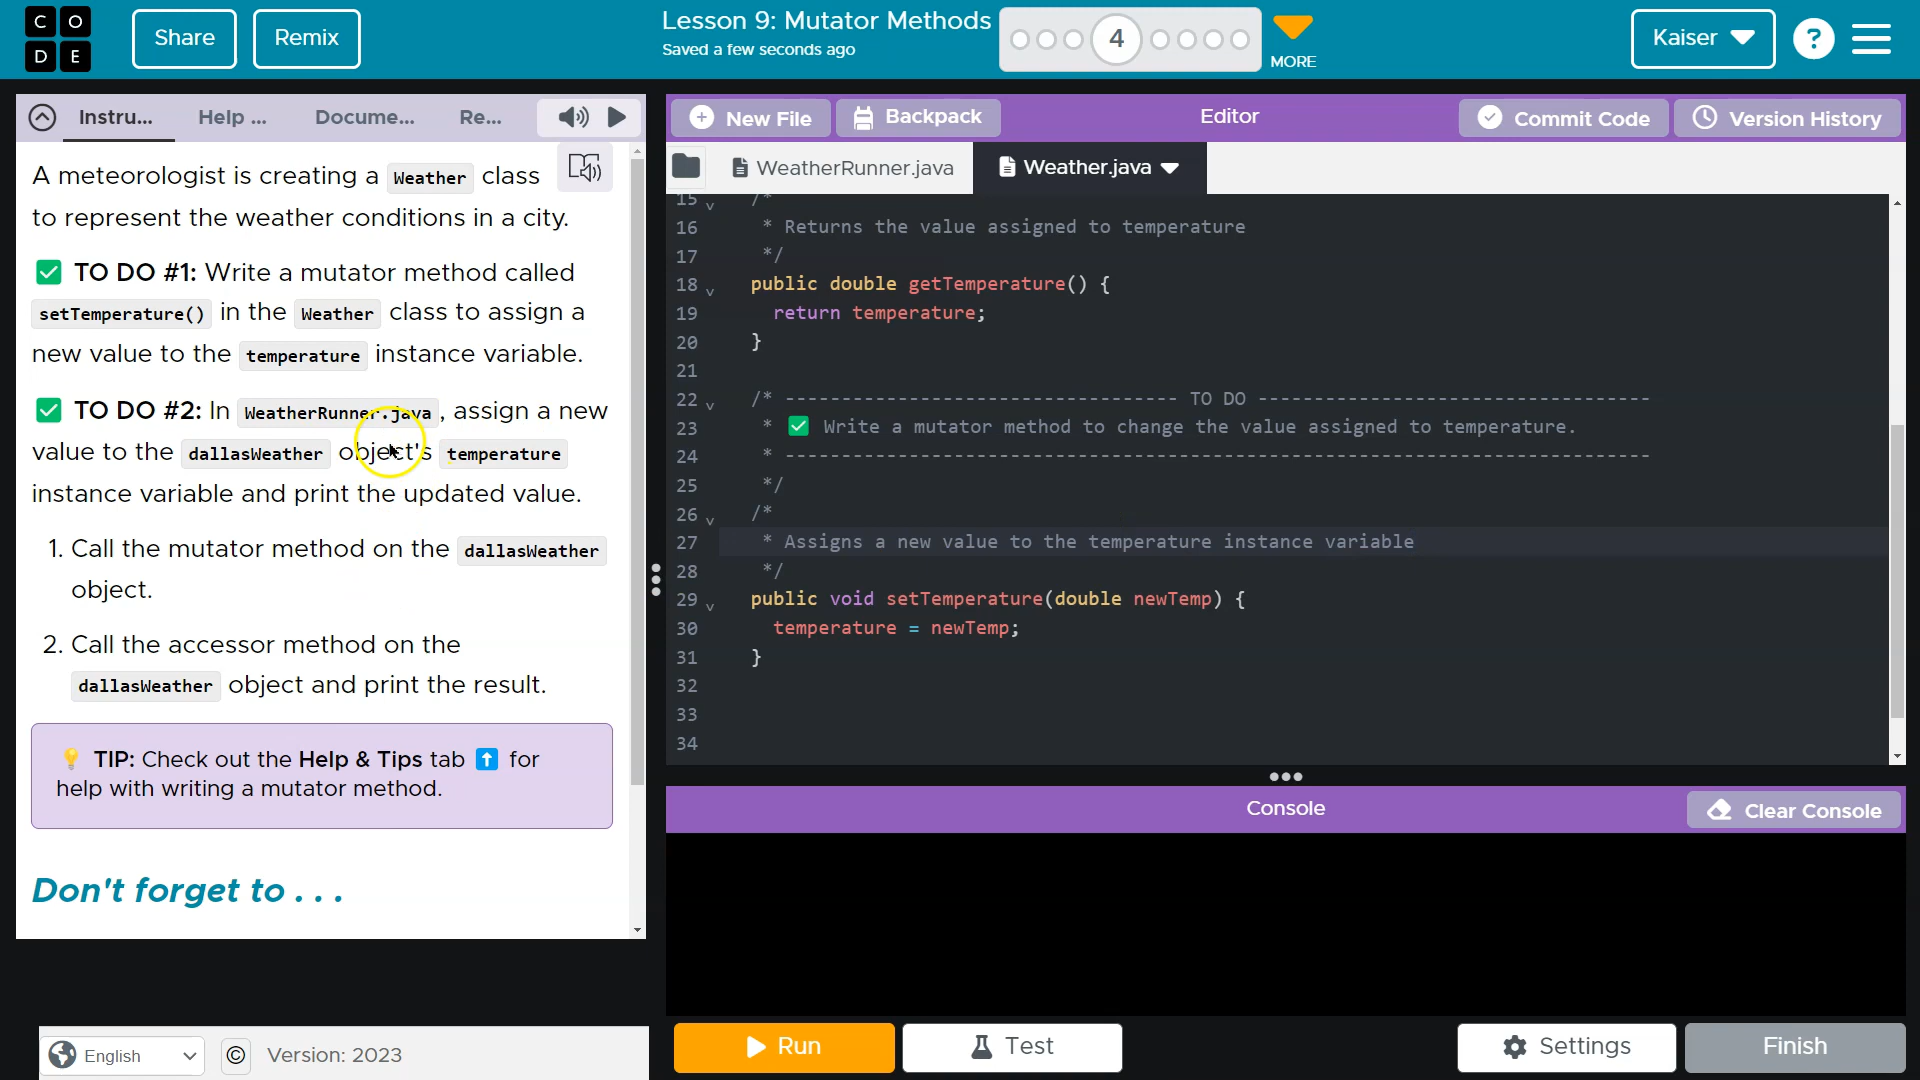 C O
D E
Share
Remix
Lesson 9: Mutator Methods
Saved a few seconds ago
4
MORE
Kaiser
?
Instru...
Help ...
Docume...
Re...
A meteorologist is creating a Weather class
to represent the weather conditions in a city.
✅ TO DO #1: Write a mutator method called
setTemperature() in the Weather class to assign a
new value to the temperature instance variable.
✅ TO DO #2: In WeatherRunner.java, assign a new
value to the dallasWeather object's temperature
instance variable and print the updated value.
1. Call the mutator method on the dallasWeather
object.
2. Call the accessor method on the
dallasWeather object and print the result.
💡 TIP: Check out the Help & Tips tab ⬆ for
help with writing a mutator method.
Don't forget to . . .
English
© Version: 2023
New File
Backpack
Editor
Commit Code
Version History
WeatherRunner.java
Weather.java
15 /*
16 * Returns the value assigned to temperature
17 */
18 public double getTemperature() {
19 return temperature;
20 }
21
22 /* ----------------------------------- TO DO -----------------------------------
23 * ✅ Write a mutator method to change the value assigned to temperature.
24 * -----------------------------------------------------------------------------
25 */
26 /*
27 * Assigns a new value to the temperature instance variable
28 */
29 public void setTemperature(double newTemp) {
30 temperature = newTemp;
31 }
32
33
34
Console
Clear Console
Run
Test
Settings
Finish